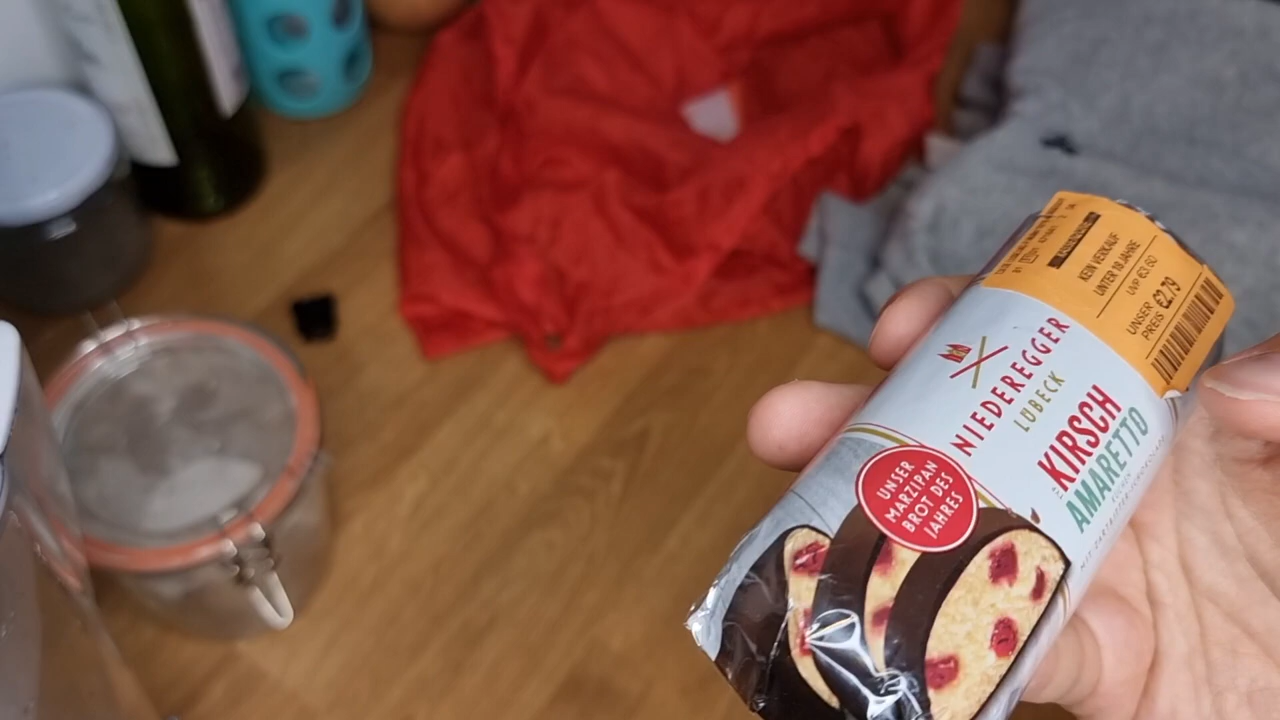 KEIN VERKAUF
UNTER 18 JAHRE
UVP €3.60
UNSER
PREIS €2.79
NIEDEREGGER
LÜBECK
KIRSCH
AMARETTO
UNSER
MARZIPAN
BROT DES
JAHRES